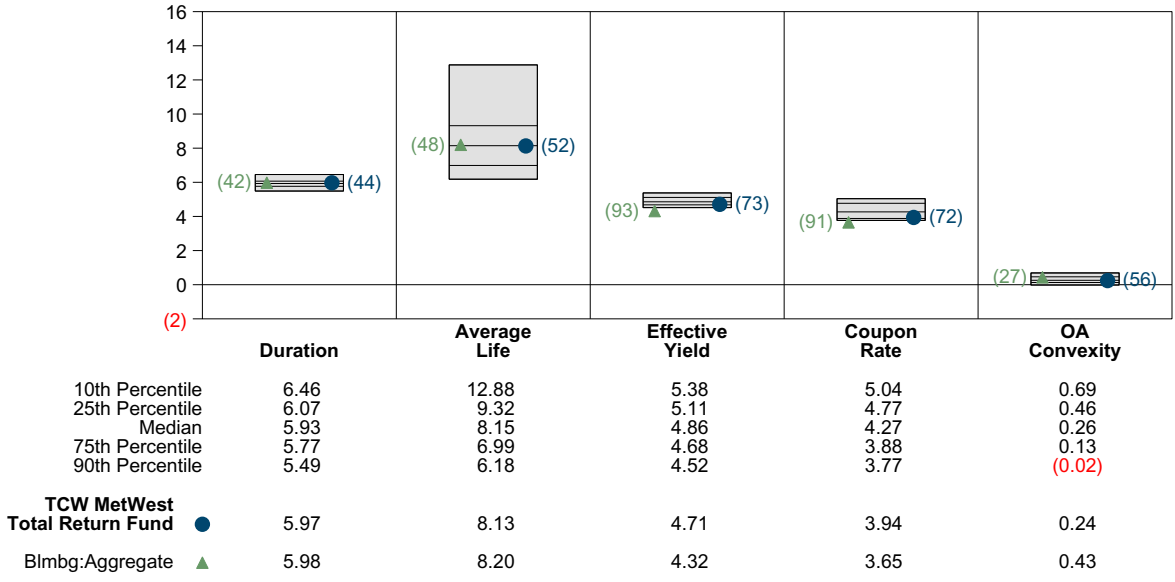 16
14
12
10
8
6
4
2
0
(2)
(42) (44)
(48) (52)
(93) (73)
(91) (72)
(27) (56)
Duration Average Life Effective Yield Coupon Rate OA Convexity
10th Percentile 6.46 12.88 5.38 5.04 0.69
25th Percentile 6.07 9.32 5.11 4.77 0.46
Median 5.93 8.15 4.86 4.27 0.26
75th Percentile 5.77 6.99 4.68 3.88 0.13
90th Percentile 5.49 6.18 4.52 3.77 (0.02)
TCW MetWest
Total Return Fund 5.97 8.13 4.71 3.94 0.24
Blmbg:Aggregate 5.98 8.20 4.32 3.65 0.43